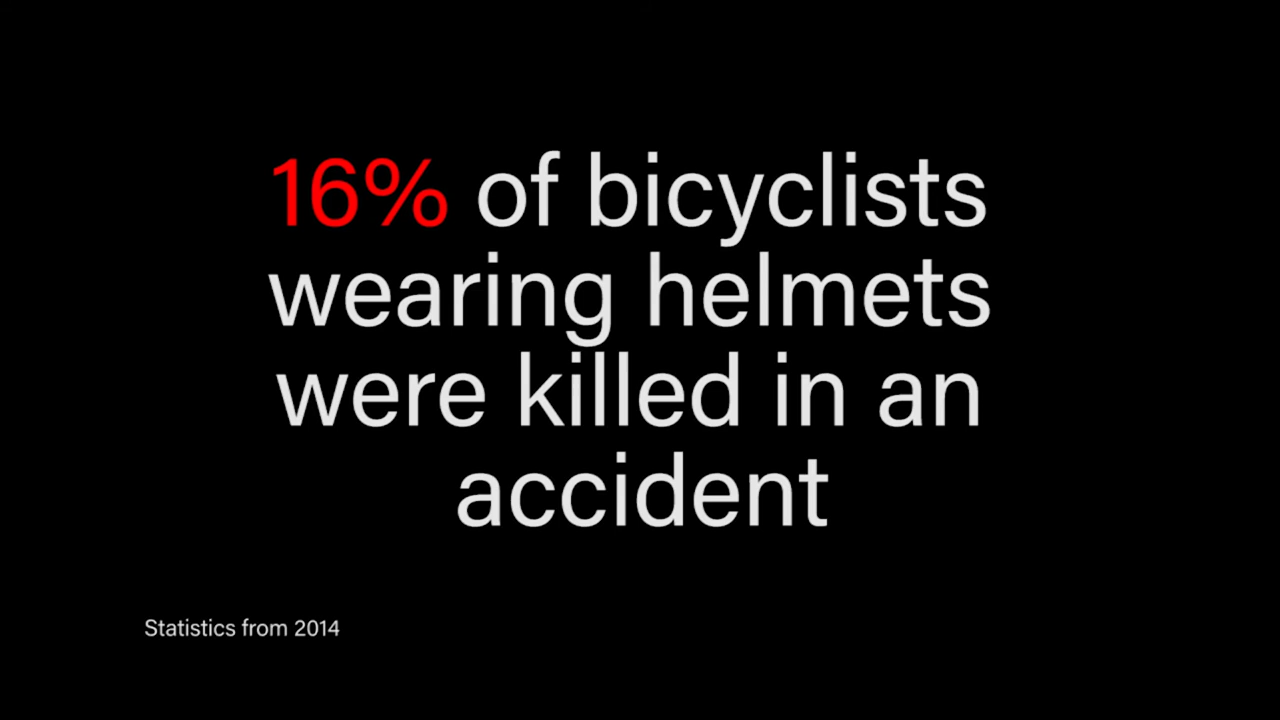 16% of bicyclists
wearing helmets
were killed in an
accident
Statistics from 2014